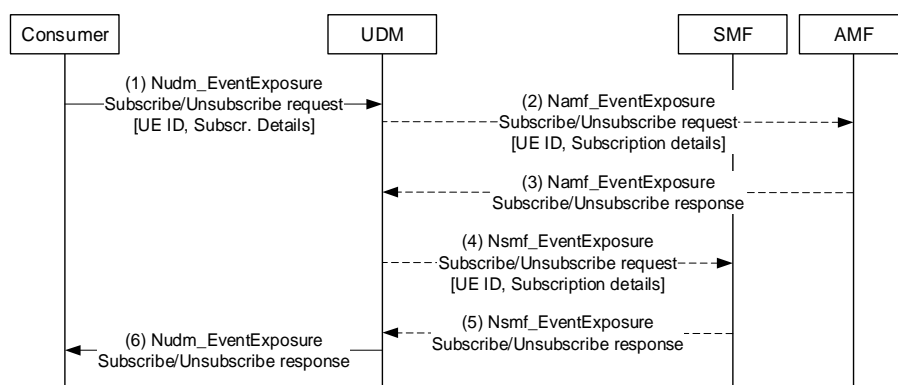 Consumer
UDM
SMF
AMF
(1) Nudm_EventExposure
Subscribe/Unsubscribe request
[UE ID, Subscr. Details]
(2) Namf_EventExposure
Subscribe/Unsubscribe request
[UE ID, Subscription details]
(3) Namf_EventExposure
Subscribe/Unsubscribe response
(4) Nsmf_EventExposure
Subscribe/Unsubscribe request
[UE ID, Subscription details]
(5) Nsmf_EventExposure
Subscribe/Unsubscribe response
(6) Nudm_EventExposure
Subscribe/Unsubscribe response